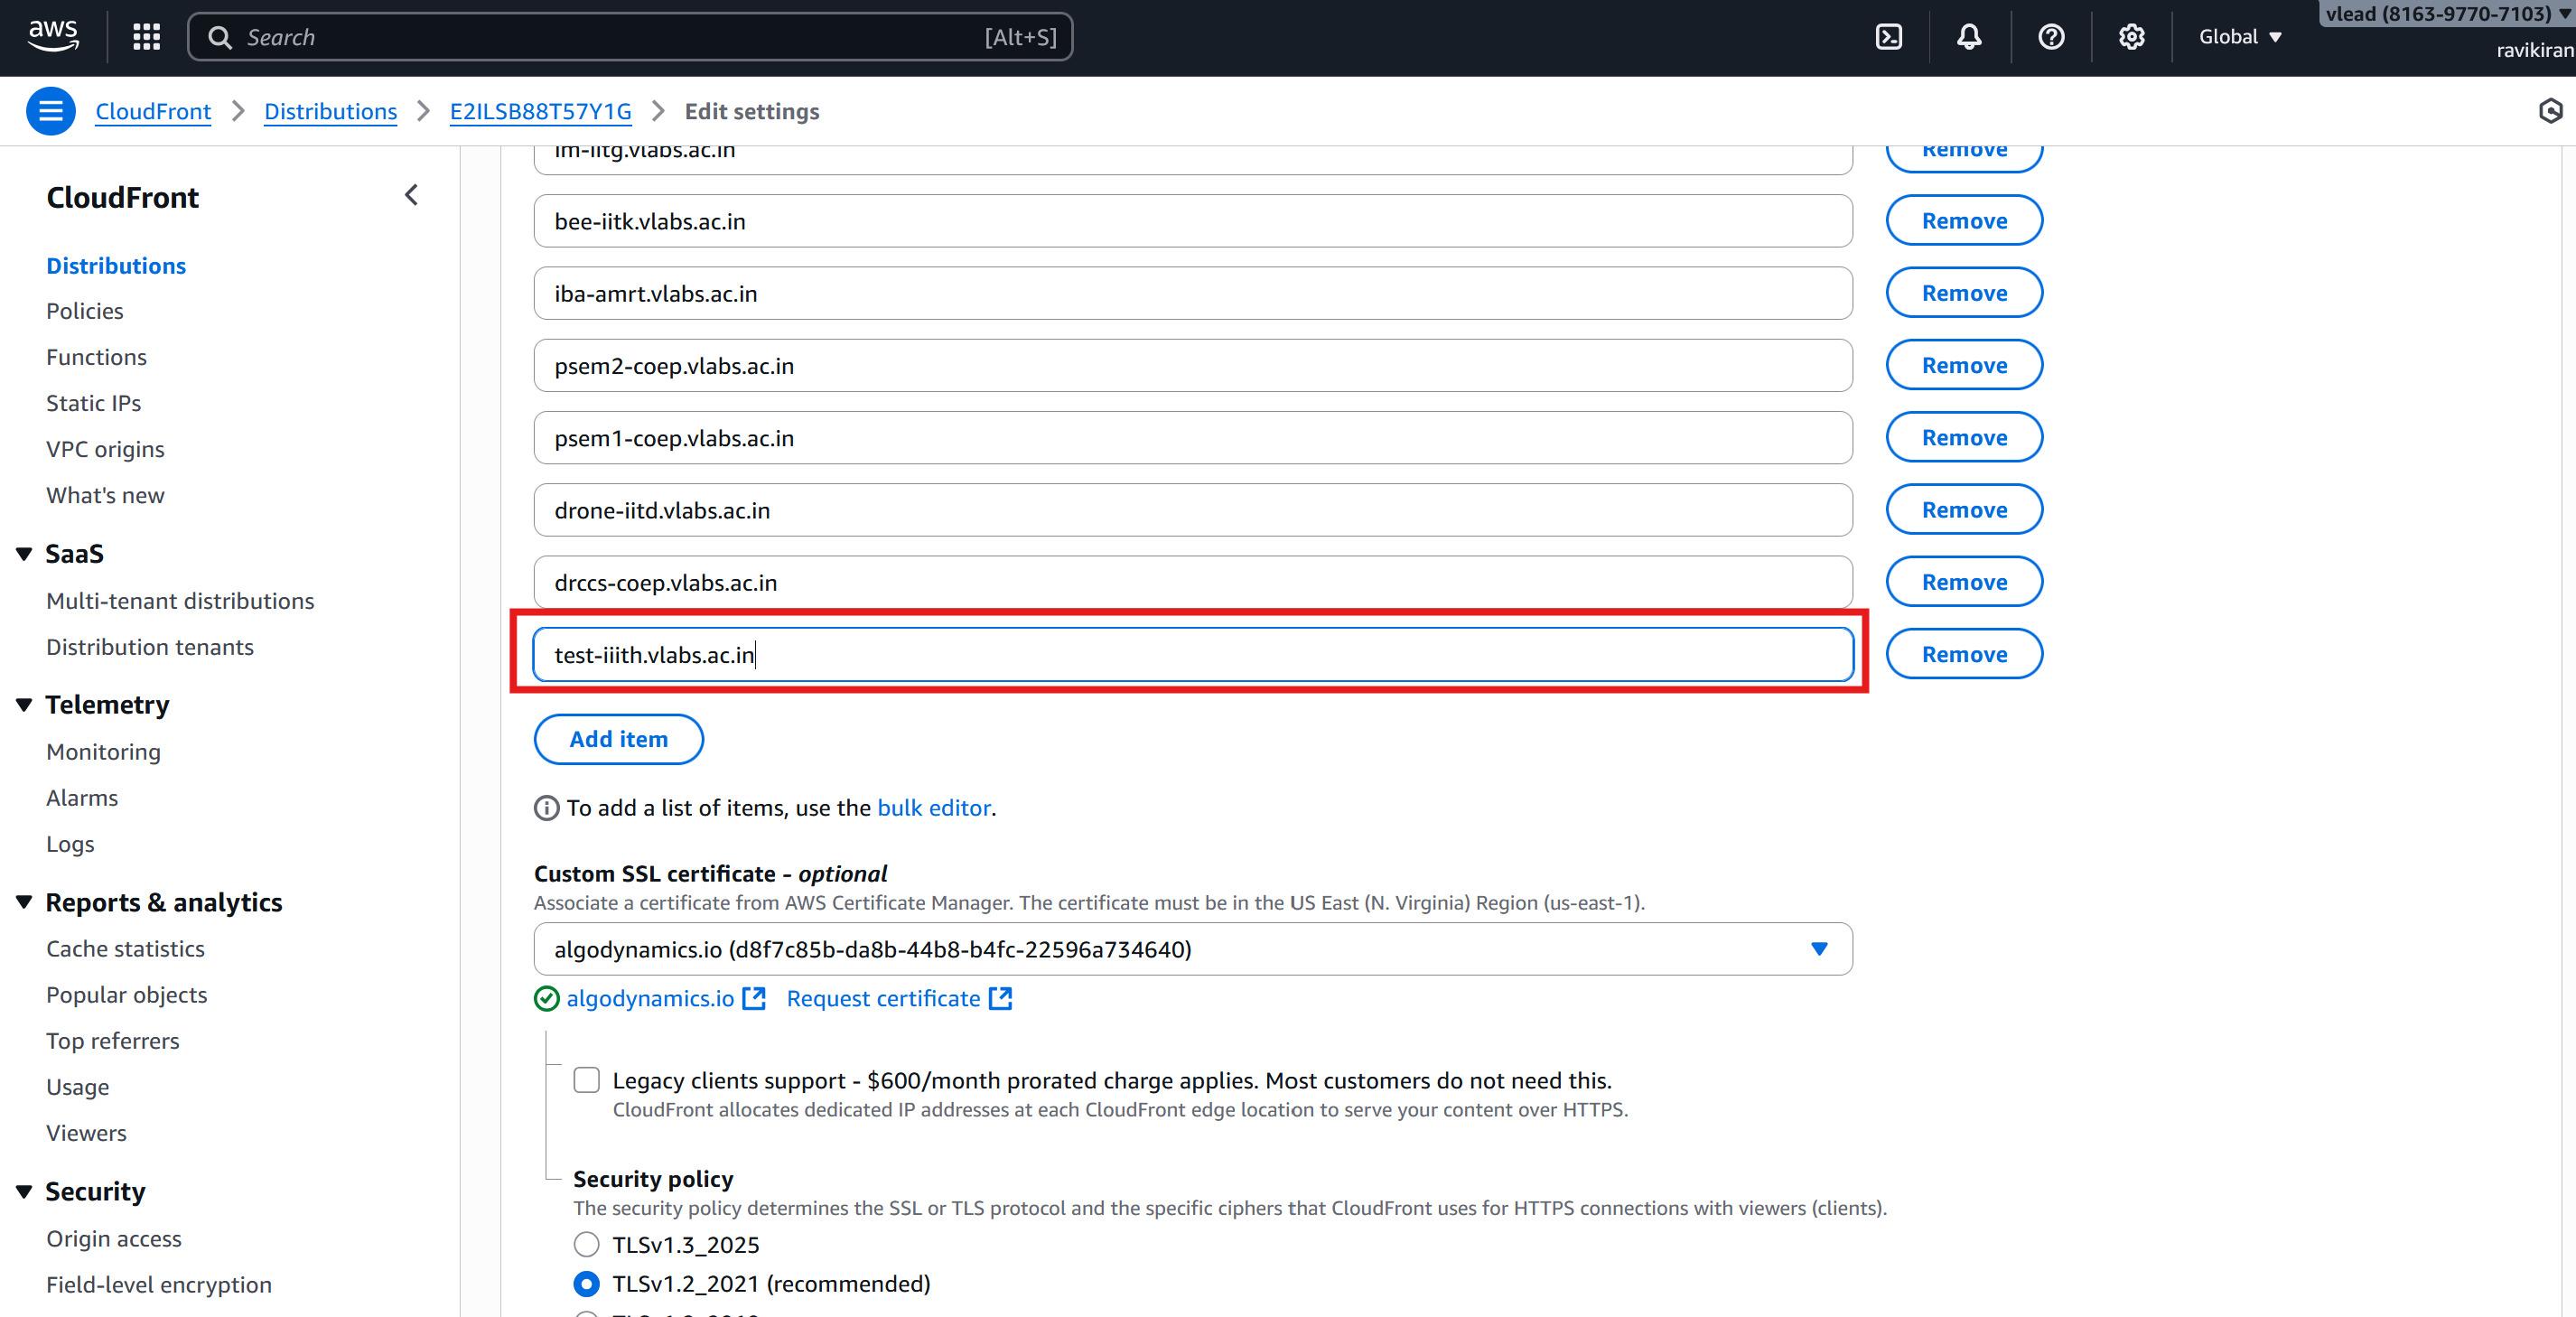 aws
Search
[Alt+S]
Global
vlead (8163-9770-7103)
ravikiran
CloudFront
Distributions
E2ILSB88T57Y1G
Edit settings
CloudFront
Distributions
Policies
Functions
Static IPs
VPC origins
What's new
SaaS
Multi-tenant distributions
Distribution tenants
Telemetry
Monitoring
Alarms
Logs
Reports & analytics
Cache statistics
Popular objects
Top referrers
Usage
Viewers
Security
Origin access
Field-level encryption
im-iitg.vlabs.ac.in Remove
bee-iitk.vlabs.ac.in Remove
iba-amrt.vlabs.ac.in Remove
psem2-coep.vlabs.ac.in Remove
psem1-coep.vlabs.ac.in Remove
drone-iitd.vlabs.ac.in Remove
drccs-coep.vlabs.ac.in Remove
test-iiith.vlabs.ac.in Remove
Add item
To add a list of items, use the bulk editor.
Custom SSL certificate - optional
Associate a certificate from AWS Certificate Manager. The certificate must be in the US East (N. Virginia) Region (us-east-1).
algodynamics.io (d8f7c85b-da8b-44b8-b4fc-22596a734640)
algodynamics.io Request certificate
Legacy clients support - $600/month prorated charge applies. Most customers do not need this.
CloudFront allocates dedicated IP addresses at each CloudFront edge location to serve your content over HTTPS.
Security policy
The security policy determines the SSL or TLS protocol and the specific ciphers that CloudFront uses for HTTPS connections with viewers (clients).
TLSv1.3_2025
TLSv1.2_2021 (recommended)